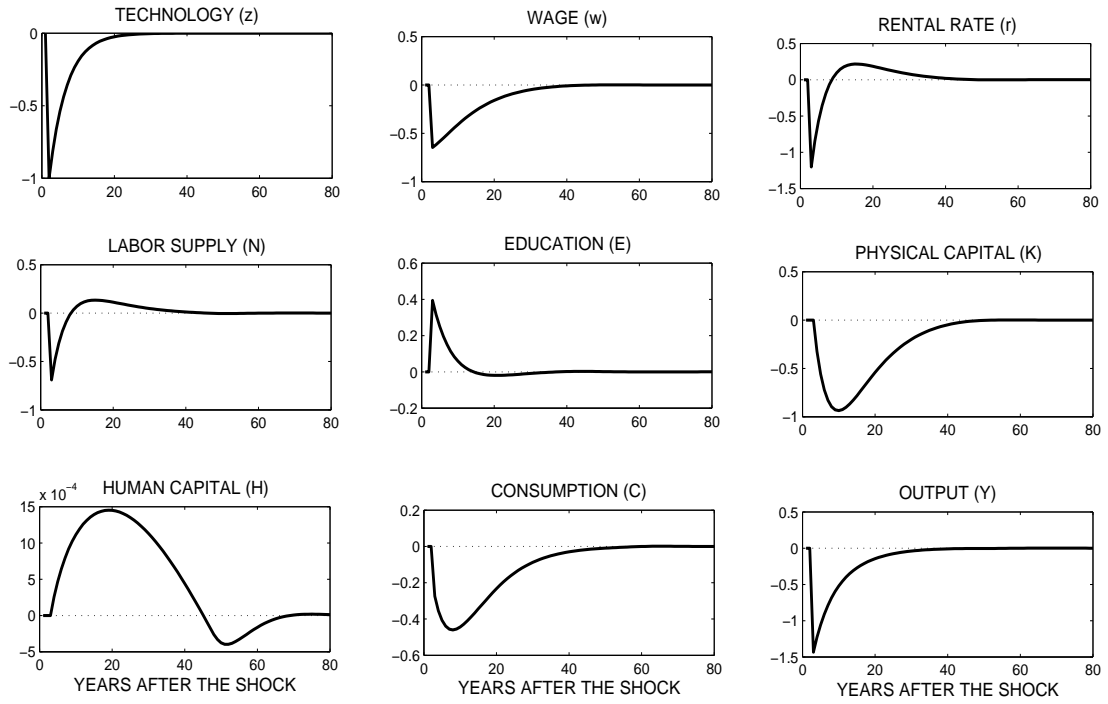 TECHNOLOGY (z)
0
−0.5
−1
0 20 40 60 80
WAGE (w)
0.5
0
−0.5
−1
0 20 40 60 80
RENTAL RATE (r)
0.5
0
−0.5
−1
−1.5
0 20 40 60 80
LABOR SUPPLY (N)
0.5
0
−0.5
−1
0 20 40 60 80
EDUCATION (E)
0.6
0.4
0.2
0
−0.2
0 20 40 60 80
PHYSICAL CAPITAL (K)
0.5
0
−0.5
−1
0 20 40 60 80
HUMAN CAPITAL (H)
x 10−4
15
10
5
0
−5
0 20 40 60 80
YEARS AFTER THE SHOCK
CONSUMPTION (C)
0.2
0
−0.2
−0.4
−0.6
0 20 40 60 80
YEARS AFTER THE SHOCK
OUTPUT (Y)
0.5
0
−0.5
−1
−1.5
0 20 40 60 80
YEARS AFTER THE SHOCK